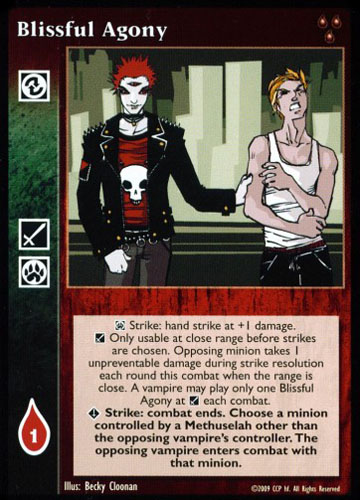 Blissful Agony
1
Strike: hand strike at +1 damage.
Only usable at close range before strikes
are chosen. Opposing minion takes 1
unpreventable damage during strike resolution
each round this combat when the range is
close. A vampire may play only one Blissful
Agony at each combat.
Strike: combat ends. Choose a minion
controlled by a Methuselah other than
the opposing vampire's controller. The
opposing vampire enters combat with
that minion.
Illus: Becky Cloonan
©2009 CCP hf. All Rights Reserved.